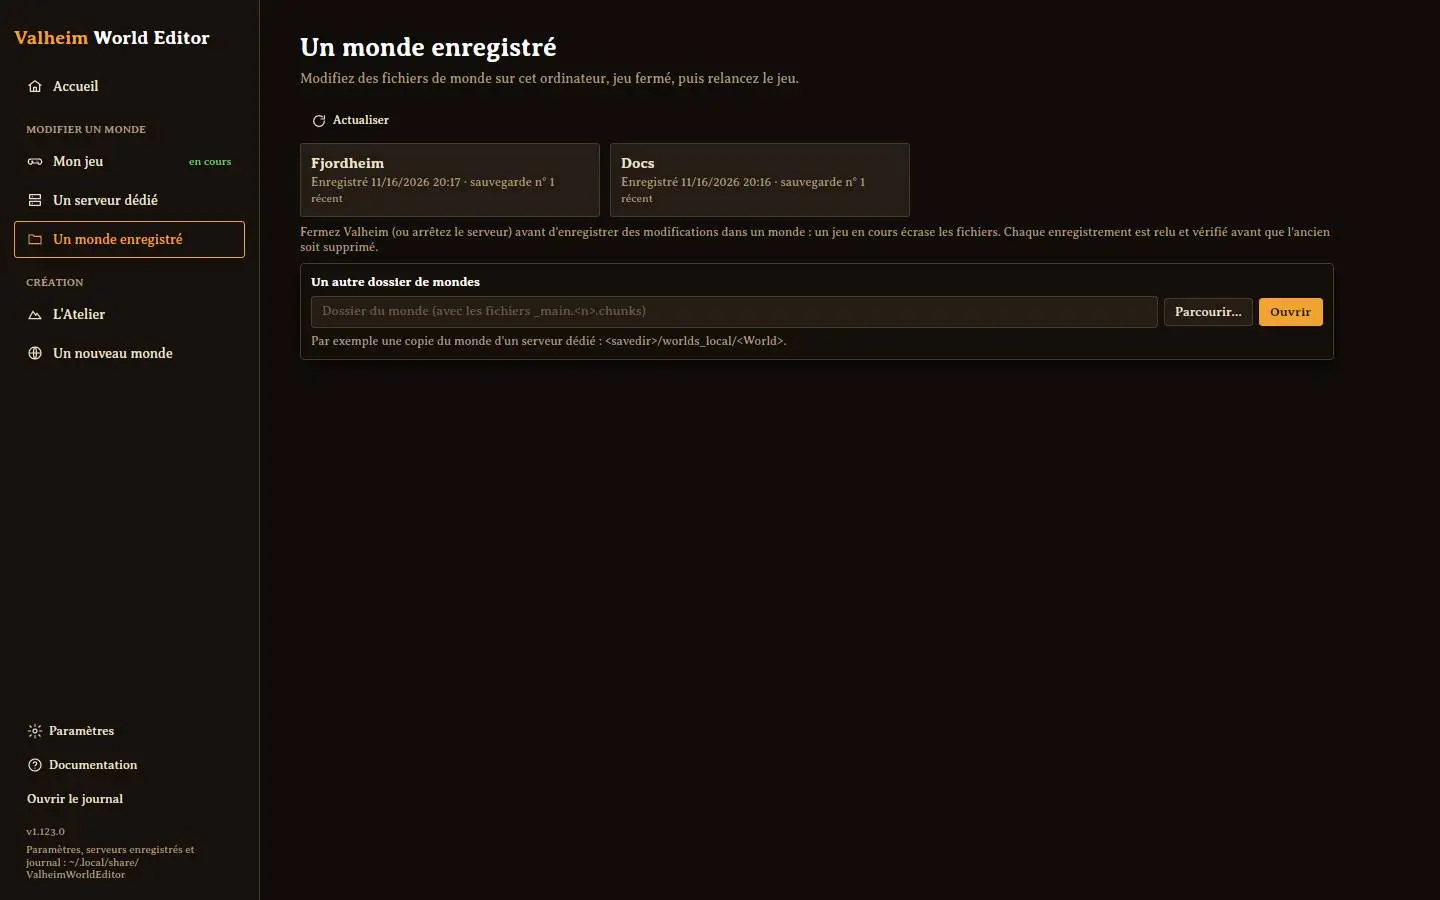 Valheim World Editor
Accueil
MODIFIER UN MONDE
Mon jeu
en cours
Un serveur dédié
Un monde enregistré
CRÉATION
L'Atelier
Un nouveau monde
Paramètres
Documentation
Ouvrir le journal
v1.123.0
Paramètres, serveurs enregistrés et
journal : ~/.local/share/
ValheimWorldEditor
Un monde enregistré
Modifiez des fichiers de monde sur cet ordinateur, jeu fermé, puis relancez le jeu.
Actualiser
Fjordheim
Enregistré 11/16/2026 20:17 · sauvegarde n° 1
récent
Docs
Enregistré 11/16/2026 20:16 · sauvegarde n° 1
récent
Fermez Valheim (ou arrêtez le serveur) avant d'enregistrer des modifications dans un monde : un jeu en cours écrase les fichiers. Chaque enregistrement est relu et vérifié avant que l'ancien
soit supprimé.
Un autre dossier de mondes
Dossier du monde (avec les fichiers _main.<n>.chunks)
Parcourir...
Ouvrir
Par exemple une copie du monde d'un serveur dédié : <savedir>/worlds_local/<World>.